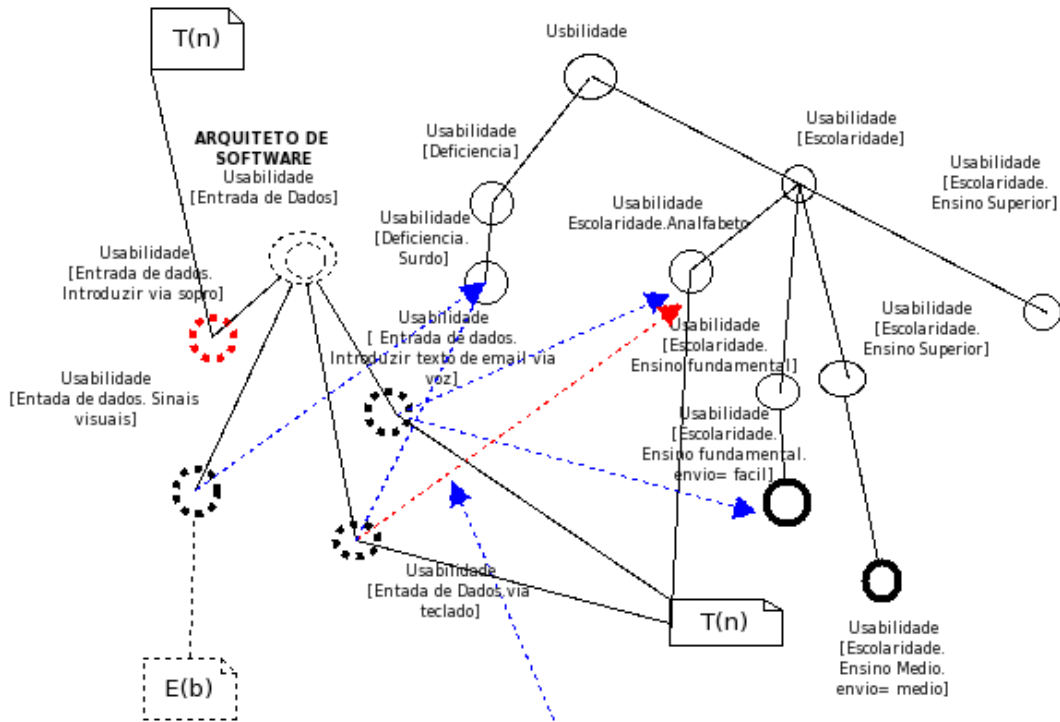 T(n)
Usbilidade
ARQUITETO DE
SOFTWARE
Usabilidade
[Entrada de Dados]
Usabilidade
[Deficiencia]
Usabilidade
[Escolaridade]
Usabilidade
[Escolaridade.
Ensino Superior]
Usabilidade
[Deficiencia.
Surdo]
Usabilidade
Escolaridade.Analfabeto
Usabilidade
[Entrada de dados.
Introduzir via sopro]
Usabilidade
[ Entrada de dados.
Introduzir texto de email via
voz]
Usabilidade
[Escolaridade.
Ensino fundamental]
Usabilidade
[Escolaridade.
Ensino Superior]
Usabilidade
[Entada de dados. Sinais
visuais]
Usabilidade
[Escolaridade.
Ensino fundamental.
envio= facil]
Usabilidade
[Entada de Dados.via
teclado]
T(n)
Usabilidade
[Escolaridade.
Ensino Medio.
envio= medio]
E(b)